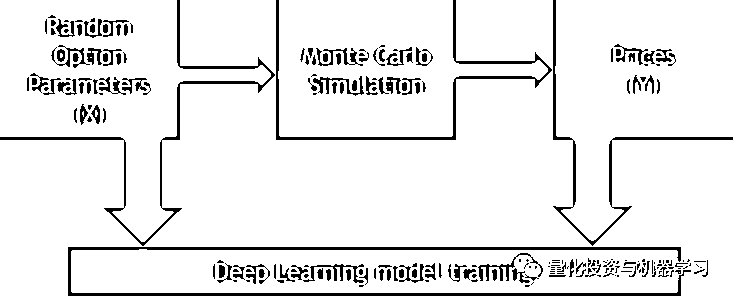 Random
Option
Parameters
(X)
Monte Carlo
Simulation
Prices
(Y)
Deep Learning model training
量化投资与机器学习